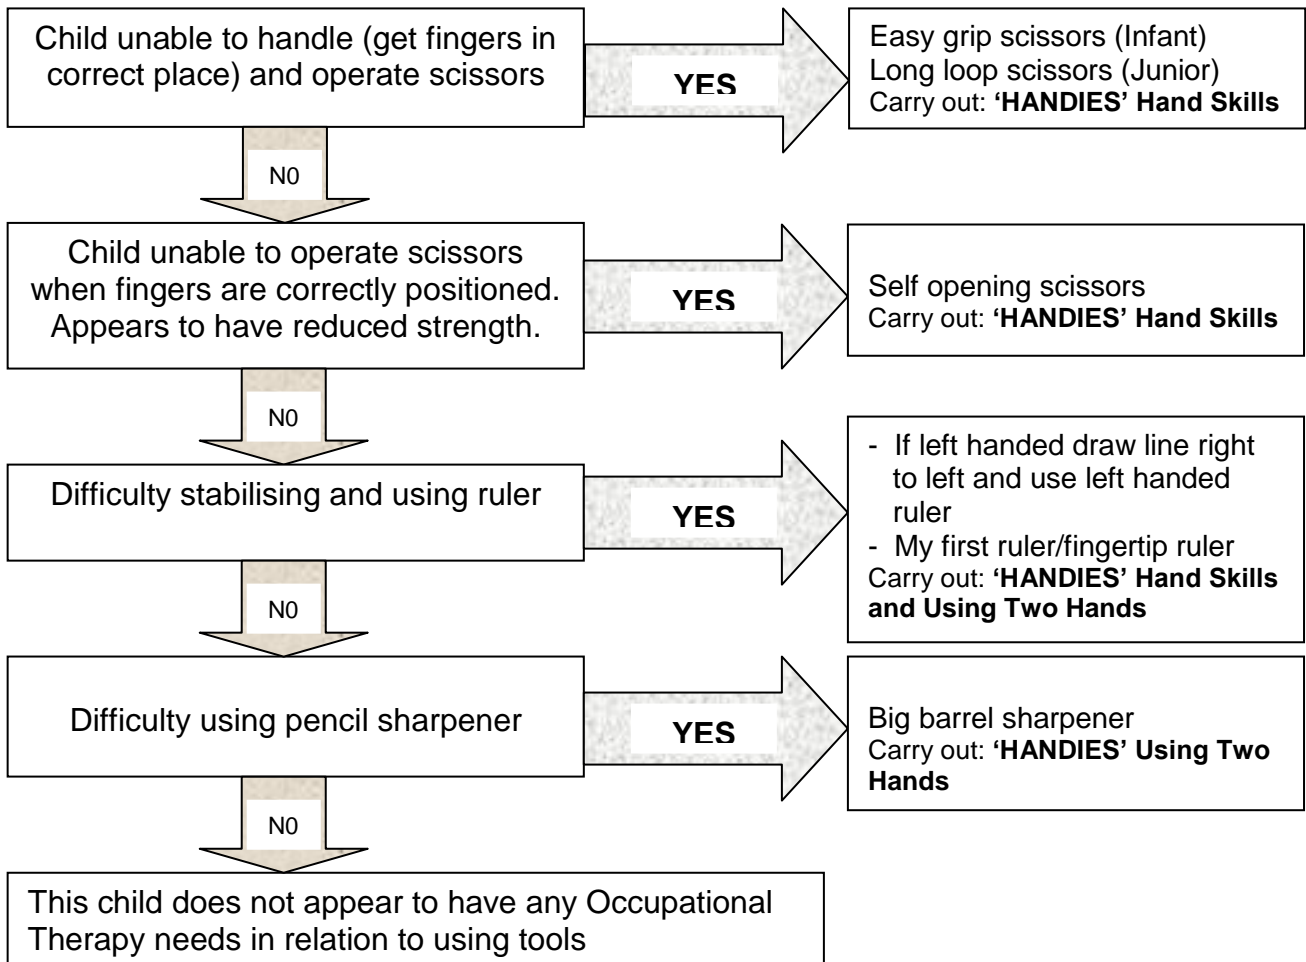 Child unable to handle (get fingers in
correct place) and operate scissors
YES
Easy grip scissors (Infant)
Long loop scissors (Junior)
Carry out: ‘HANDIES’ Hand Skills
N0
Child unable to operate scissors
when fingers are correctly positioned.
Appears to have reduced strength.
YES
Self opening scissors
Carry out: ‘HANDIES’ Hand Skills
N0
Difficulty stabilising and using ruler
YES
- If left handed draw line right
to left and use left handed
ruler
- My first ruler/fingertip ruler
Carry out: ‘HANDIES’ Hand Skills
and Using Two Hands
N0
Difficulty using pencil sharpener
YES
Big barrel sharpener
Carry out: ‘HANDIES’ Using Two
Hands
N0
This child does not appear to have any Occupational
Therapy needs in relation to using tools